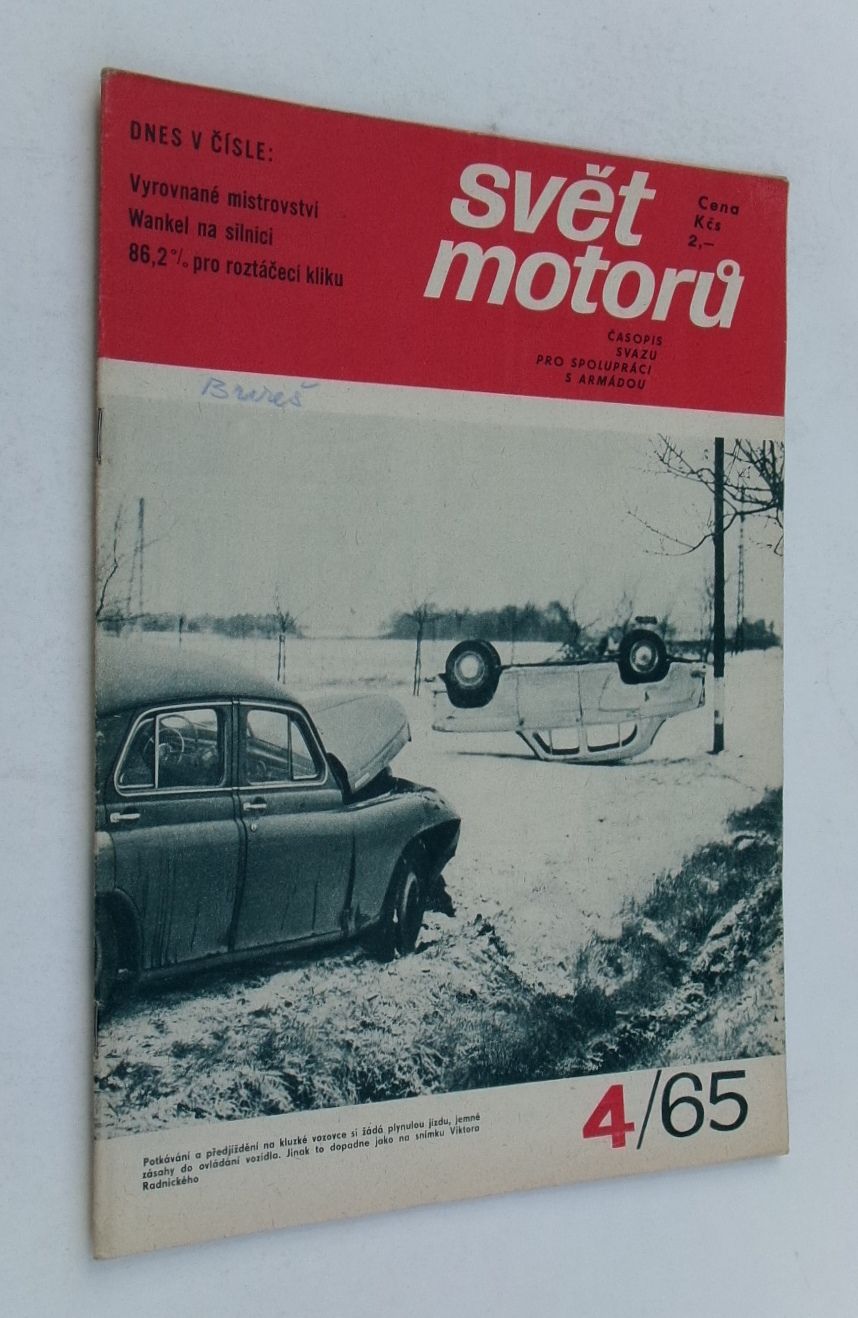 DNES V ČÍSLE:
Vyrovnané mistrovství
Wankel na silnici
86,2% pro roztáčecí kliku
svět
motorů
Cena
Kčs
2,—
ČASOPIS
SVAZU
PRO SPOLUPRÁCI
S ARMÁDOU
4/65
Potkávání a předjíždění na kluzké vozovce si žádá plynulou jízdu, jemné
zásahy do ovládání vozidla. Jinak to dopadne jako na snímku Viktora
Radnického